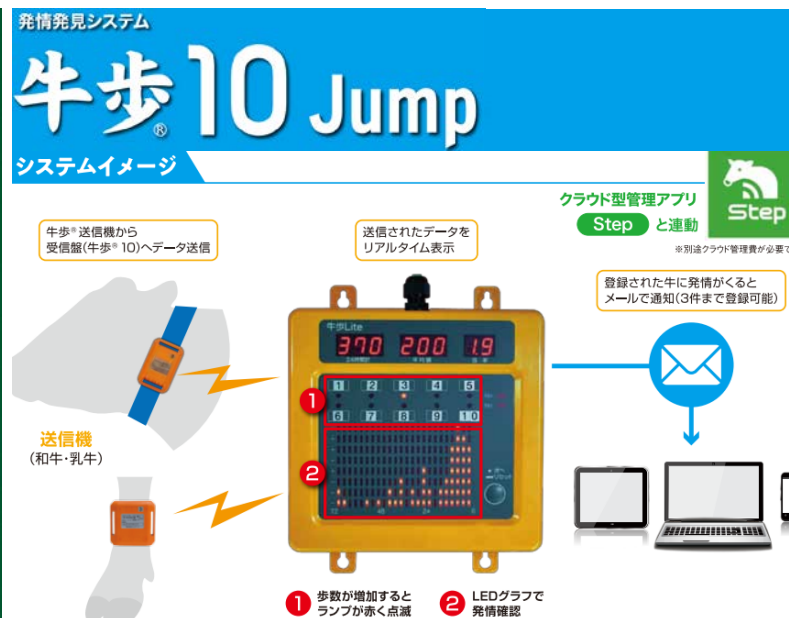 発情発見システム
牛歩®10 Jump
システムイメージ
クラウド型管理アプリ
Step と連動
Step
※別途クラウド管理費が必要で
牛歩®送信機から
受信盤(牛歩®10)へデータ送信
送信されたデータを
リアルタイム表示
登録された牛に発情がくると
メールで通知(3件まで登録可能)
牛歩Lite
370 200 1.9
1 2 3 4 5
6 7 8 9 10
1
2
72 48 24 0
送信機
(和牛・乳牛)
1 歩数が増加すると
ランプが赤く点滅
2 LEDグラフで
発情確認